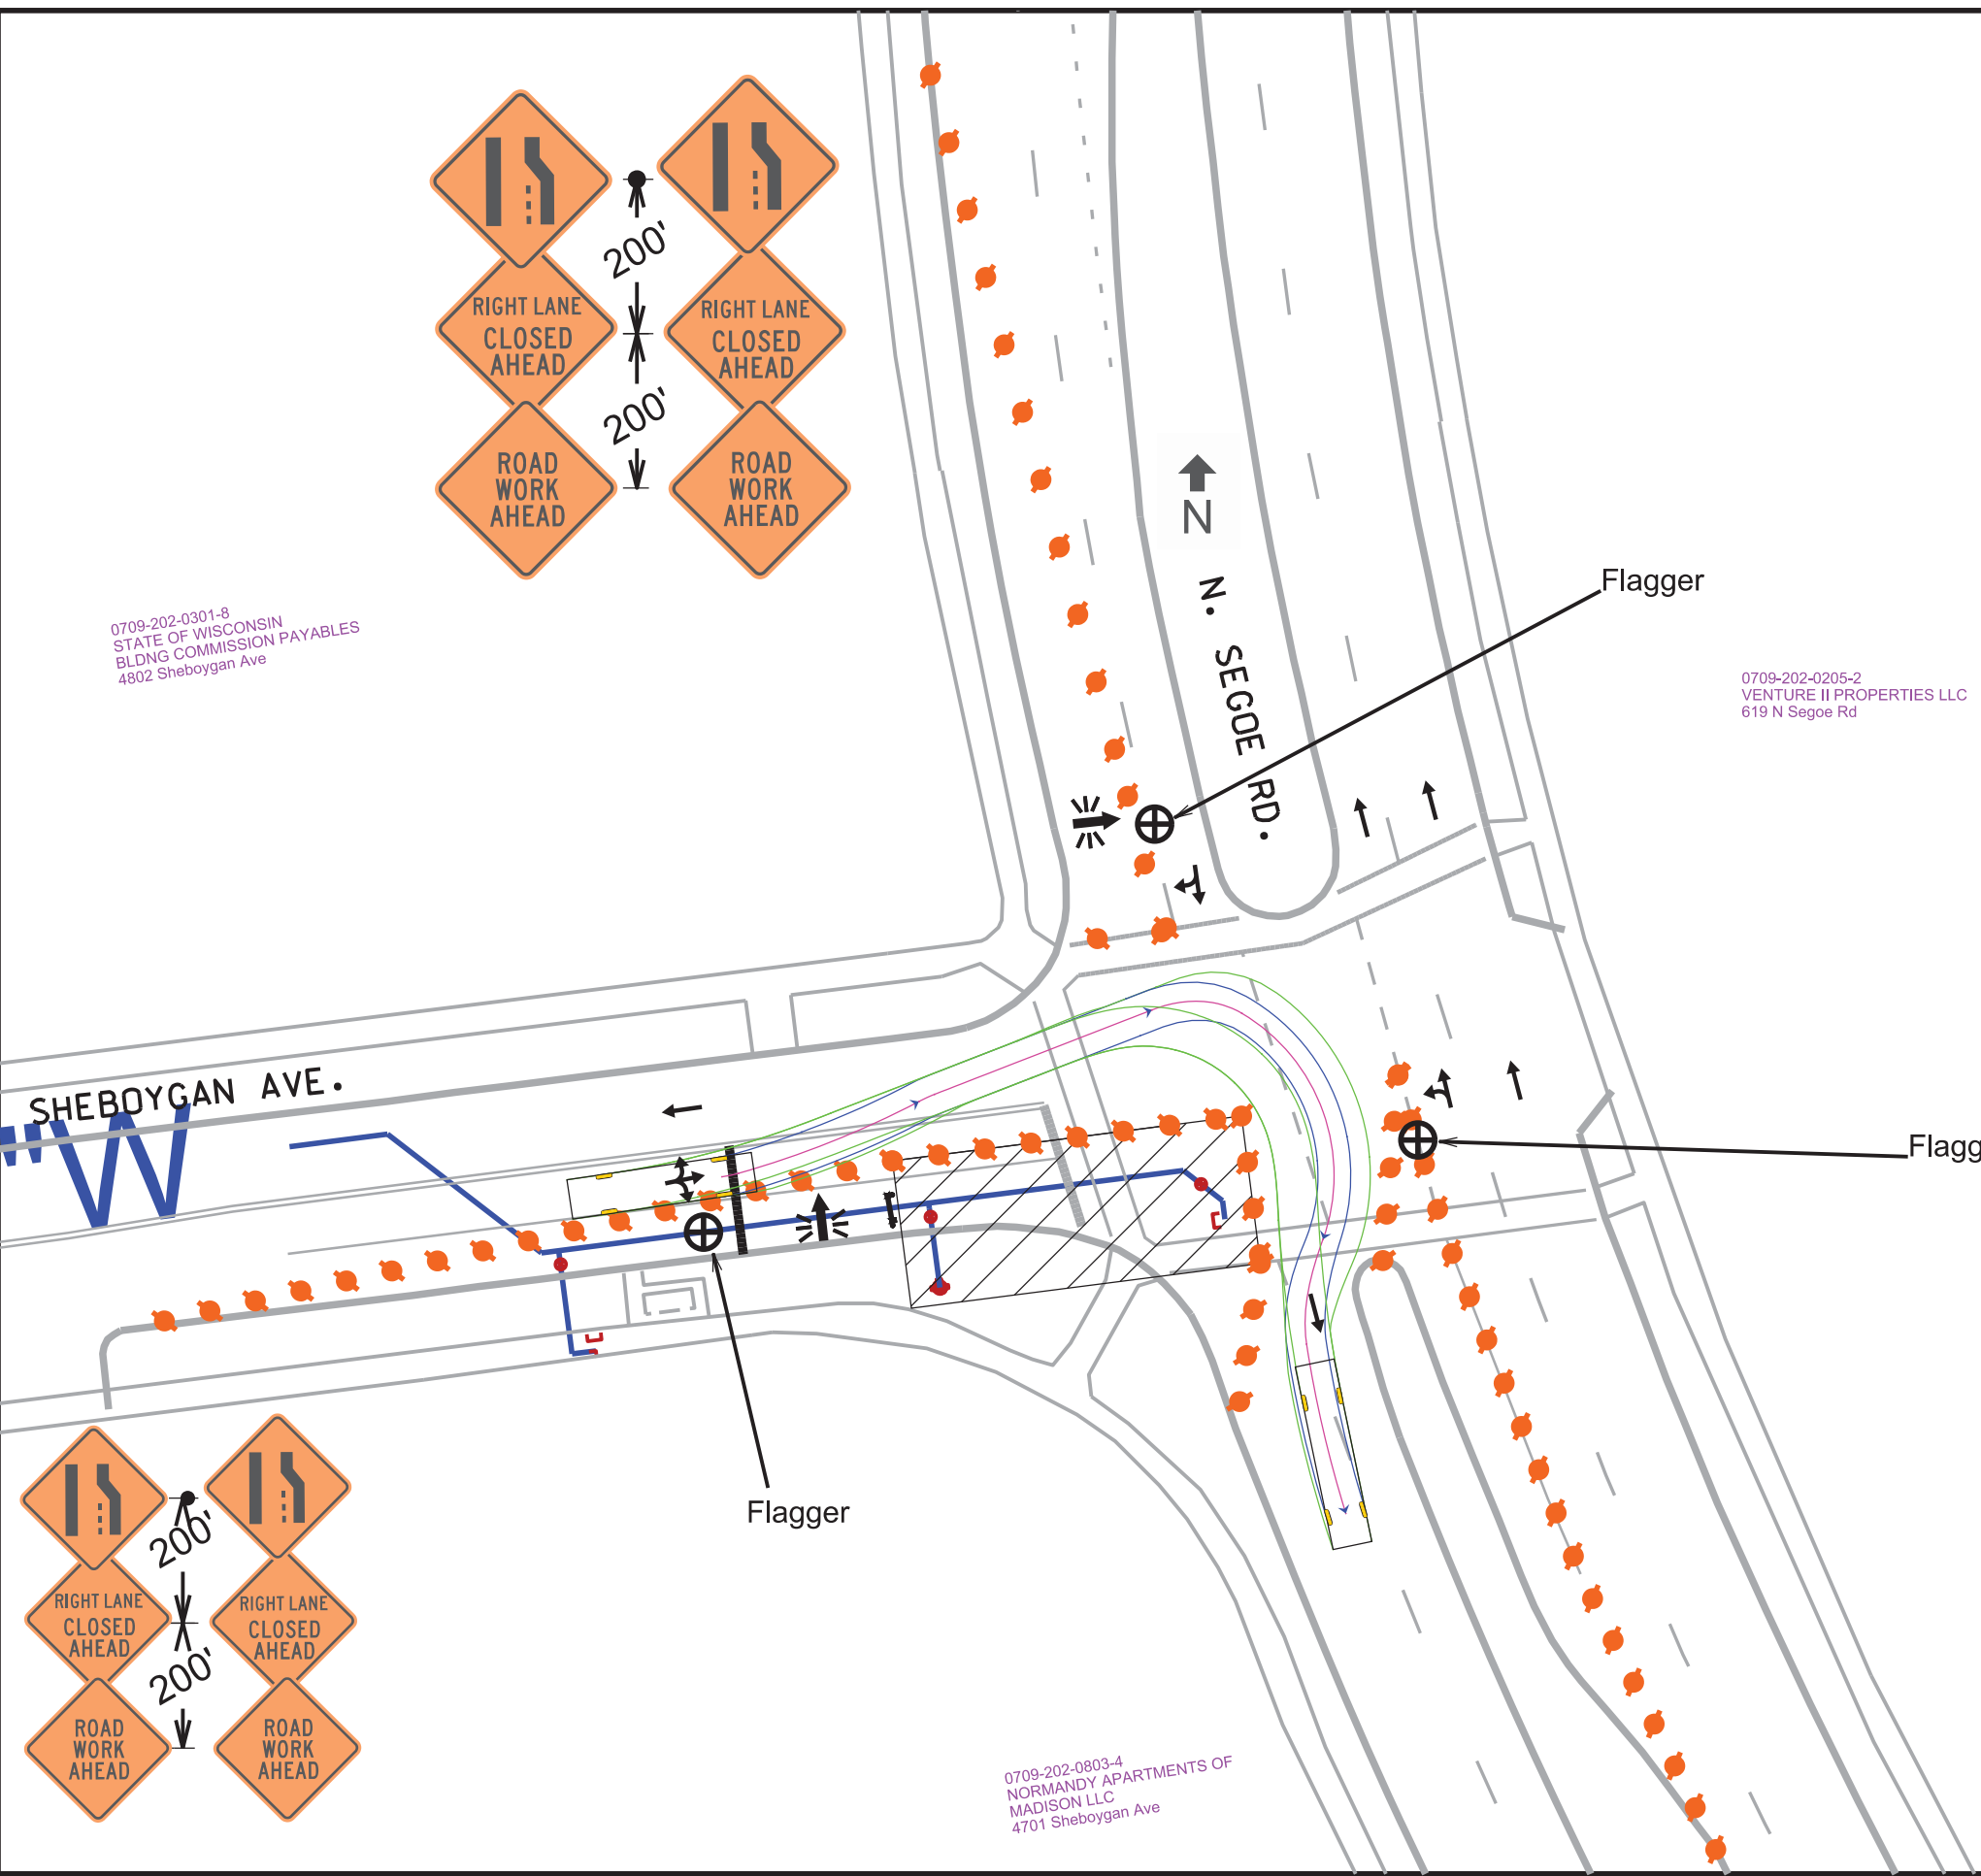 RIGHT LANE
CLOSED
AHEAD
ROAD
WORK
AHEAD
200'
200'
RIGHT LANE
CLOSED
AHEAD
ROAD
WORK
AHEAD
N
N. SEGOE RD.
Flagger
0709-202-0301-8
STATE OF WISCONSIN
BLDNG COMMISSION PAYABLES
4802 Sheboygan Ave
0709-202-0205-2
VENTURE II PROPERTIES LLC
619 N Segoe Rd
SHEBOYGAN AVE.
W
W
Flagg
Flagger
RIGHT LANE
CLOSED
AHEAD
ROAD
WORK
AHEAD
200'
200'
RIGHT LANE
CLOSED
AHEAD
ROAD
WORK
AHEAD
0709-202-0803-4
NORMANDY APARTMENTS OF
MADISON LLC
4701 Sheboygan Ave